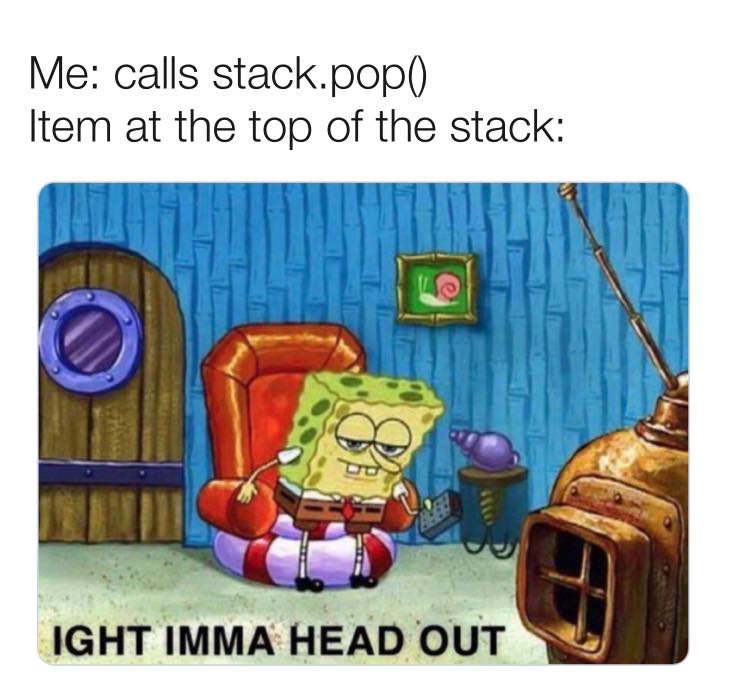 Me: calls stack.pop()
Item at the top of the stack:
IGHT IMMA HEAD OUT